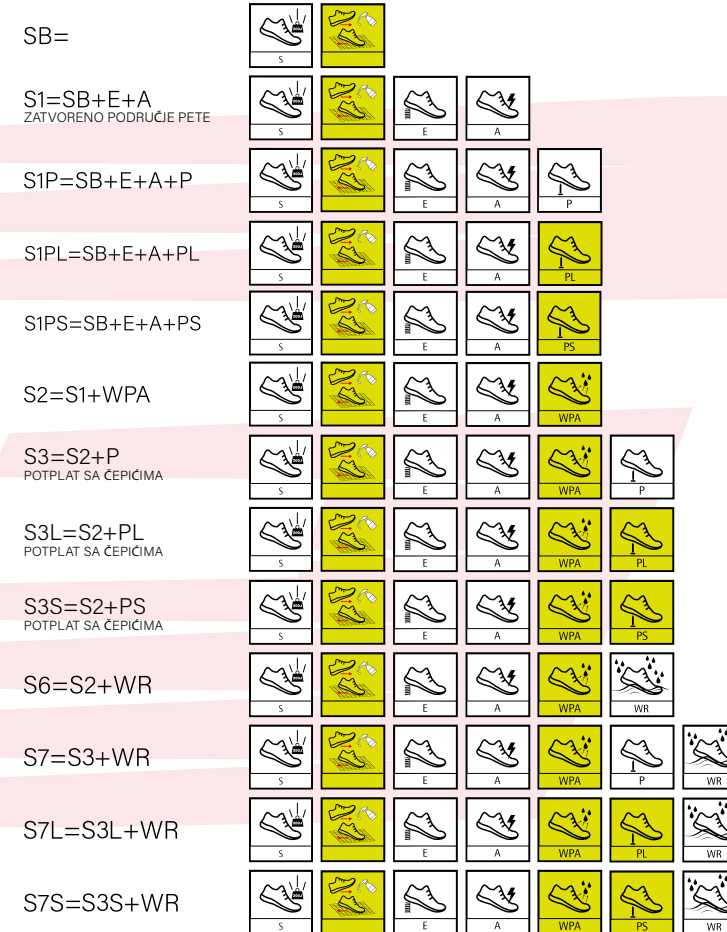 SB=
S
S1=SB+E+A
ZATVORENO PODRUČJE PETE
S E A
S1P=SB+E+A+P
S E A P
S1PL=SB+E+A+PL
S E A PL
S1PS=SB+E+A+PS
S E A PS
S2=S1+WPA
S E A WPA
S3=S2+P
POTPLAT SA ČEPIĆIMA
S E A WPA P
S3L=S2+PL
POTPLAT SA ČEPIĆIMA
S E A WPA PL
S3S=S2+PS
POTPLAT SA ČEPIĆIMA
S E A WPA PS
S6=S2+WR
S E A WPA WR
S7=S3+WR
S E A WPA P WR
S7L=S3L+WR
S E A WPA PL WR
S7S=S3S+WR
S E A WPA PS WR